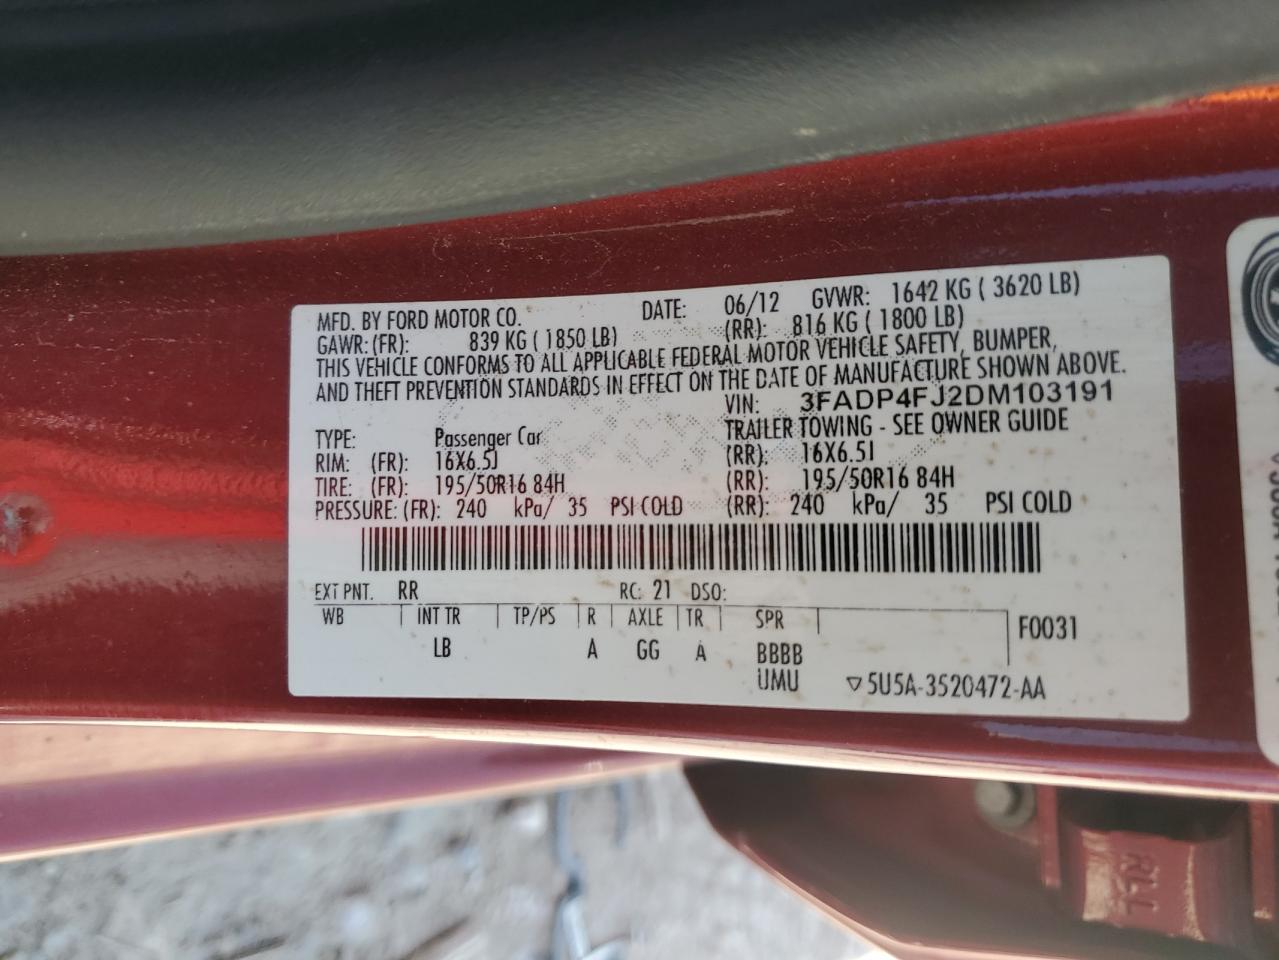 MFD. BY FORD MOTOR CO. DATE: 06/12 GVWR: 1642 KG ( 3620 LB)
GAWR: (FR): 839 KG ( 1850 LB) (RR): 816 KG ( 1800 LB)
THIS VEHICLE CONFORMS TO ALL APPLICABLE FEDERAL MOTOR VEHICLE SAFETY, BUMPER,
AND THEFT PREVENTION STANDARDS IN EFFECT ON THE DATE OF MANUFACTURE SHOWN ABOVE.
VIN: 3FADP4FJ2DM103191
TYPE: Passenger Car TRAILER TOWING - SEE OWNER GUIDE
RIM: (FR): 16X6.5J (RR): 16X6.5J
TIRE: (FR): 195/50R16 84H (RR): 195/50R16 84H
PRESSURE: (FR): 240 kPa/ 35 PSI COLD (RR): 240 kPa/ 35 PSI COLD
EXT PNT. RR RC: 21 DSO:
WB INT TR TP/PS R AXLE TR SPR F0031
LB A GG A BBBB
UMU ▽5U5A-3520472-AA
RLL